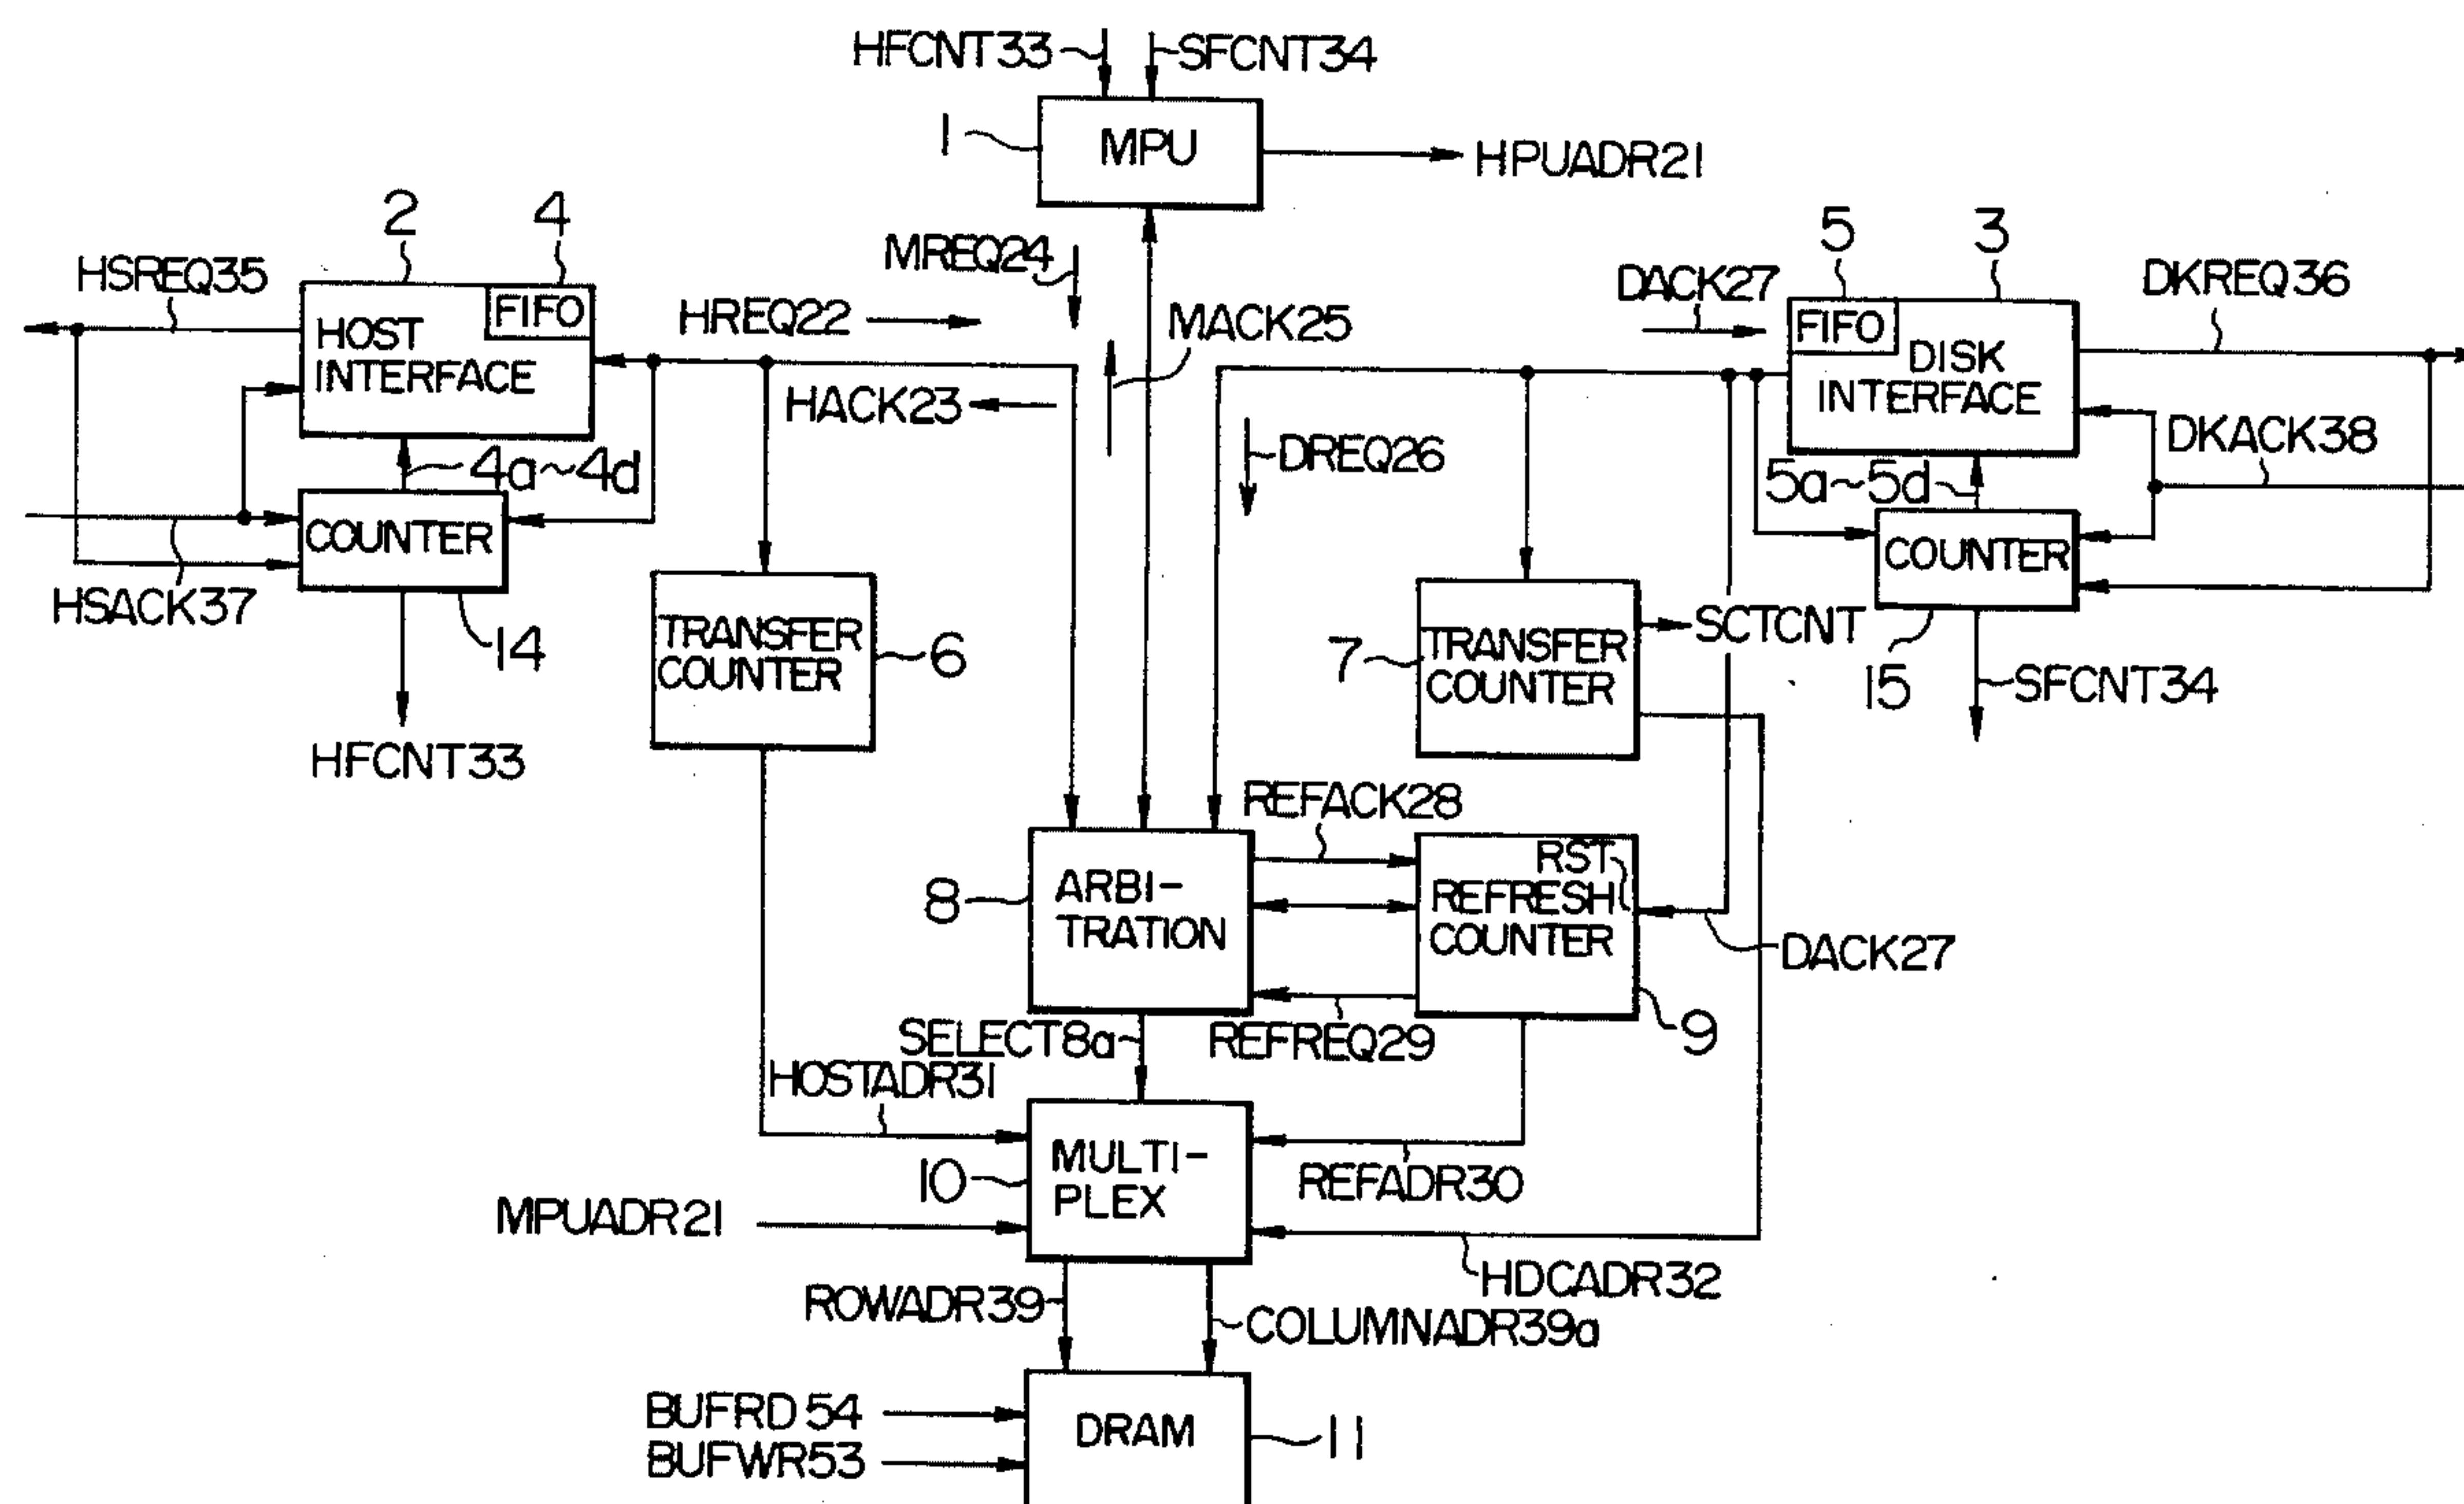 HFCNT33
SFCNT34
1
MPU
HPUADR21
2
4
MREQ24
5
3
HSREQ35
FIFO
HOST
INTERFACE
HREQ22
MACK25
DACK27
FIFO
DISK
INTERFACE
DKREQ36
HACK23
DREQ26
DKACK38
4a~4d
5a~5d
COUNTER
COUNTER
HSACK37
14
TRANSFER
COUNTER
6
7
TRANSFER
COUNTER
SCTCNT
15
SFCNT34
HFCNT33
REFACK28
8
ARBI-
TRATION
RST
REFRESH
COUNTER
DACK27
SELECT8a
REFREQ29
9
HOSTADR31
10
MULTI-
PLEX
REFADR30
MPUADR21
HDCADR32
ROWADR39
COLUMNADR39a
BUFRD 54
BUFWR53
DRAM
11